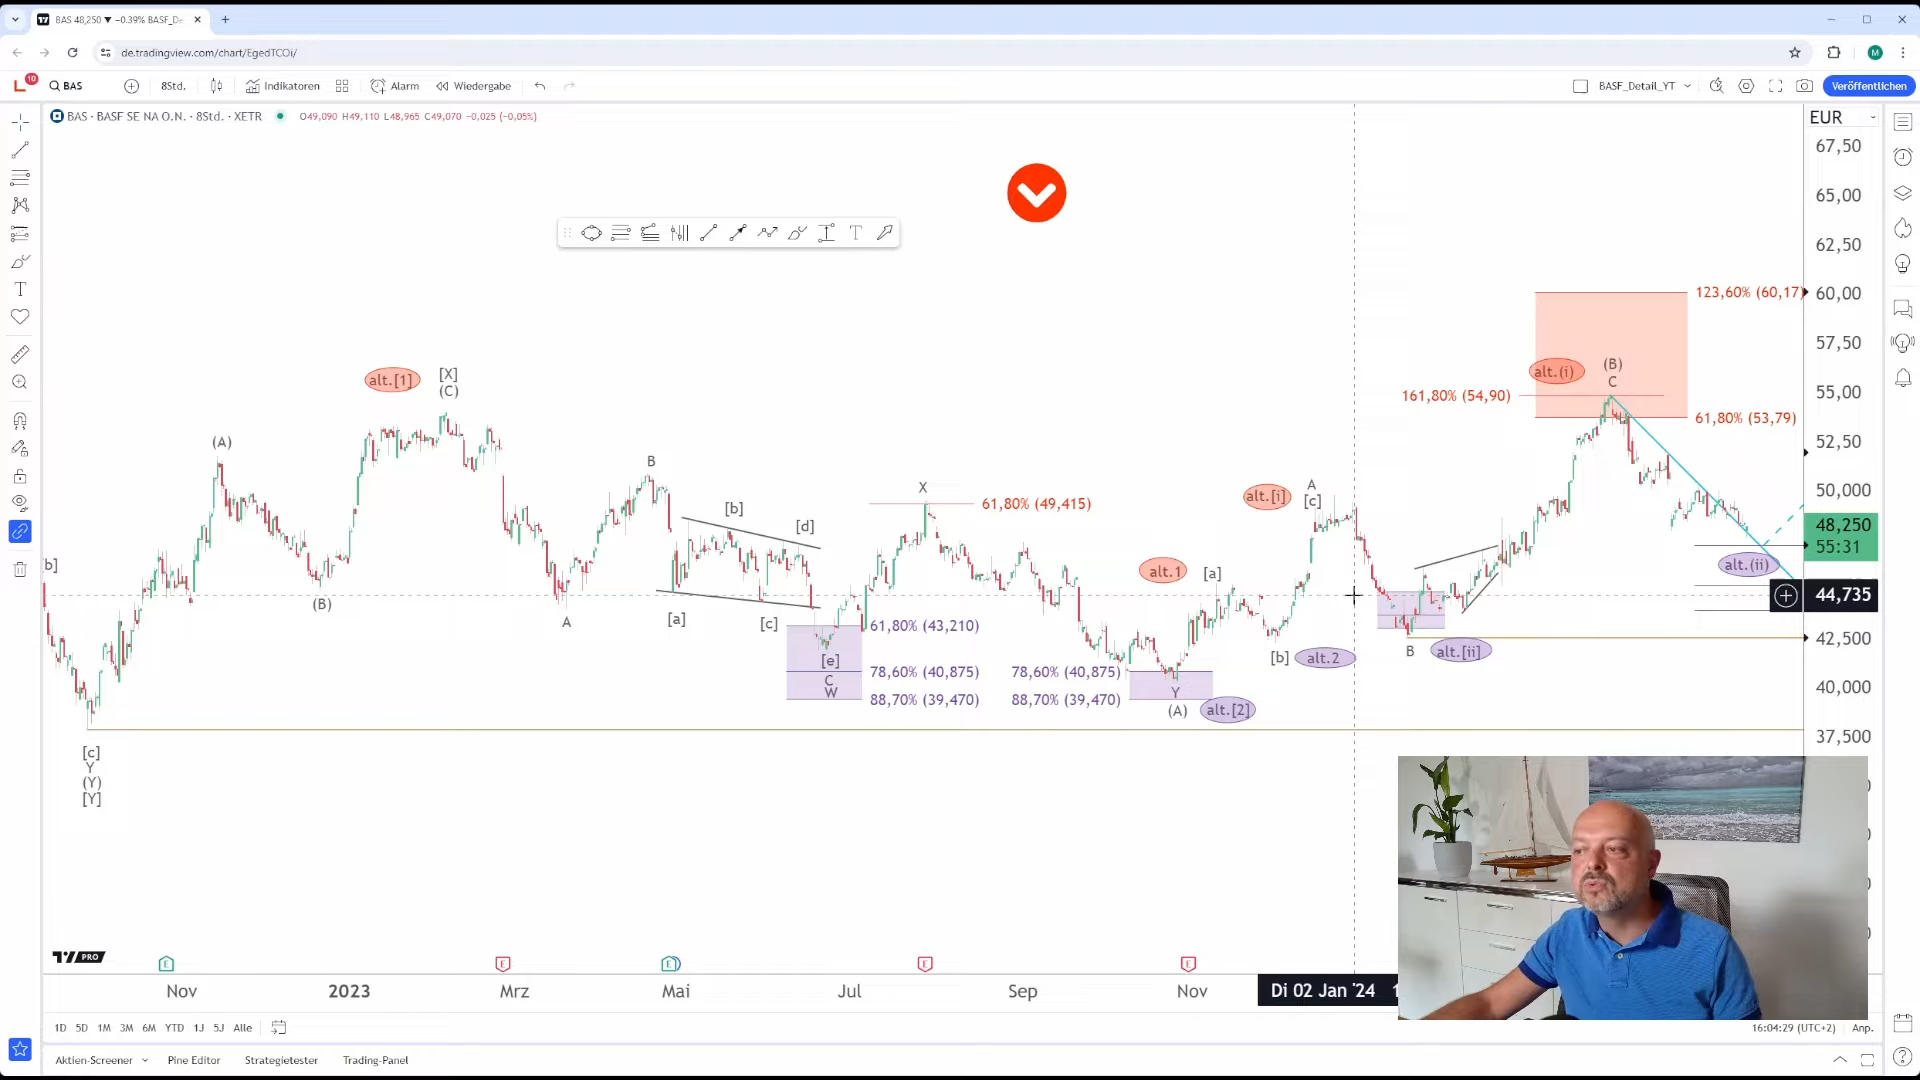 BAS 48,250 ▼ −0.39% BASF_De
de.tradingview.com/chart/EgedTCOi/
10
BAS
8Std.
Indikatoren
Alarm
Wiedergabe
BASF_Detail_YT
Veröffentlichen
BAS · BASF SE NA O.N. · 8Std. · XETR
O49,090 H49,110 L48,965 C49,070 −0,025 (−0,05%)
EUR
67,50
65,00
62,50
60,00
57,50
55,00
52,50
50,000
48,250
55:31
44,735
42,500
40,000
37,500
123,60% (60,17)
alt.(i)
(B)
C
161,80% (54,90)
61,80% (53,79)
alt.[1]
[X]
(C)
(A)
B
[b]
[d]
X
61,80% (49,415)
alt.[i]
A
[c]
b]
(B)
A
[a]
[c]
alt.1
[a]
alt.(ii)
61,80% (43,210)
[e]
C
W
78,60% (40,875)
88,70% (39,470)
78,60% (40,875)
88,70% (39,470)
Y
(A)
alt.[2]
[b]
alt.2
B
alt.[ii]
[c]
Y
(Y)
[Y]
PRO
E
E
E
E
E
Nov
2023
Mrz
Mai
Jul
Sep
Nov
Di 02 Jan '24
1D
5D
1M
3M
6M
YTD
1J
5J
Alle
16:04:29 (UTC+2)
Anp.
Aktien-Screener
Pine Editor
Strategietester
Trading-Panel
M